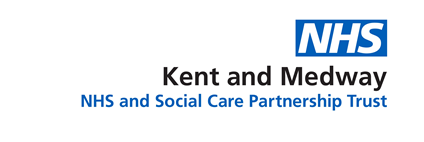 NHS
Kent and Medway
NHS and Social Care Partnership Trust